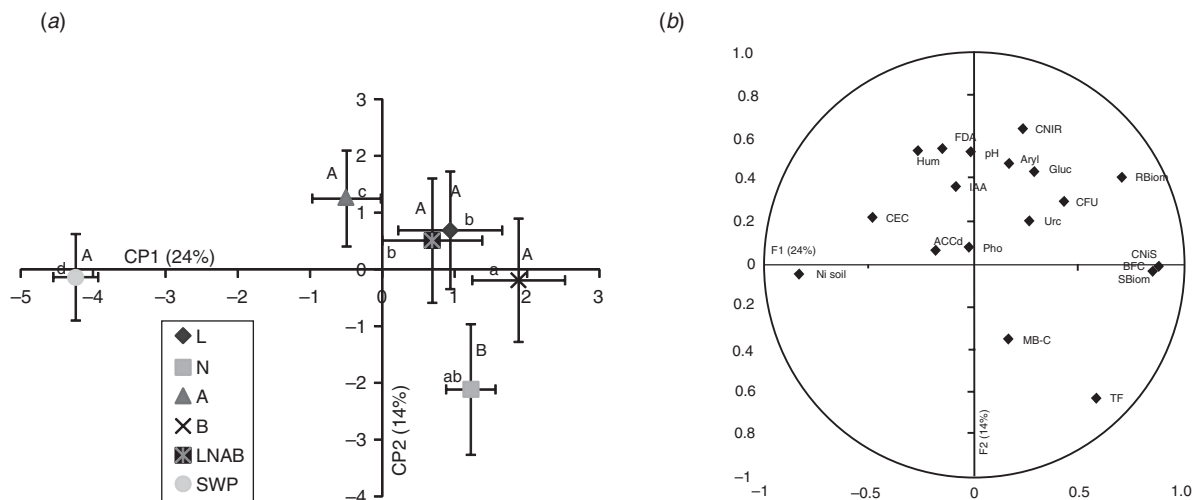 (a)
3
2
1
0
−1
−2
−3
−4
−5 −4 −3 −2 −1 0 1 2 3
CP1 (24%)
CP2 (14%)
A
d
A
c
A
b
A
b
A
a
B
ab
L
N
A
B
LNAB
SWP
(b)
1.0
0.8
0.6
0.4
0.2
0
0.2
0.4
0.6
0.8
−1
−1 −0.5 0 0.5 1.0
F1 (24%)
F2 (14%)
CNIR
FDA
Hum
pH
Aryl
Gluc
RBiom
IAA
CFU
CEC
Urc
ACCd
Pho
CNiS
BFC
SBiom
Ni soil
MB-C
TF